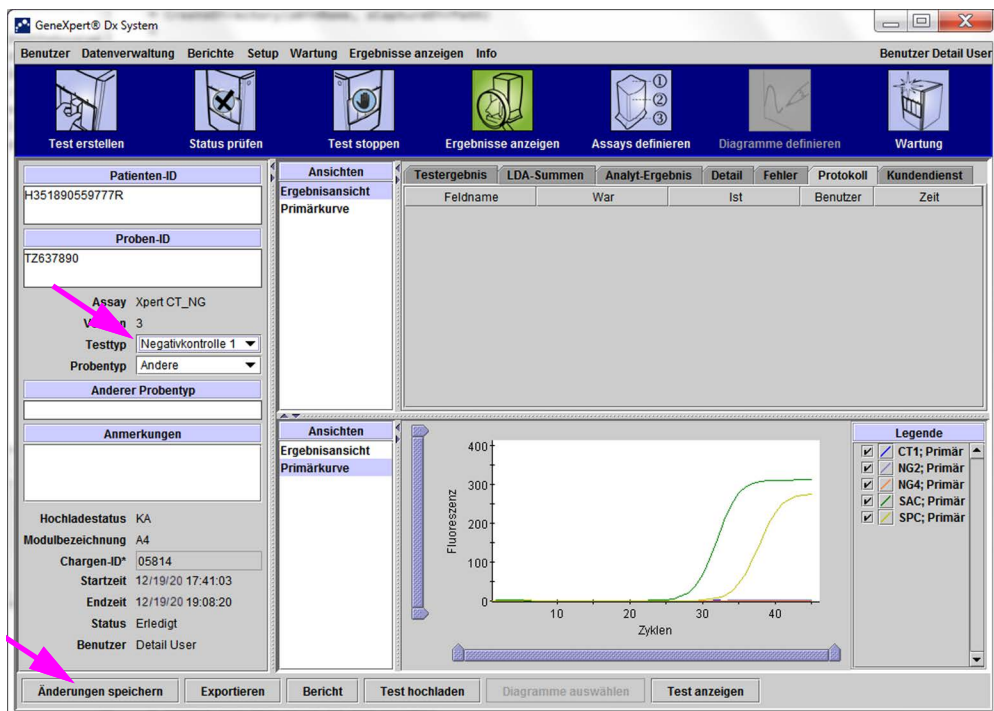 GeneXpert® Dx System
Benutzer Datenverwaltung Berichte Setup Wartung Ergebnisse anzeigen Info Benutzer Detail User
① ② ③
Test erstellen Status prüfen Test stoppen Ergebnisse anzeigen Assays definieren Diagramme definieren Wartung
Patienten-ID
H351890559777R
Proben-ID
TZ637890
Assay Xpert CT_NG
3
Testtyp Negativkontrolle 1
Probentyp Andere
Anderer Probentyp
Anmerkungen
Hochladestatus KA
Modulbezeichnung A4
Chargen-ID* 05814
Startzeit 12/19/20 17:41:03
Endzeit 12/19/20 19:08:20
Status Erledigt
Benutzer Detail User
Ansichten
Ergebnisansicht
Primärkurve
Testergebnis LDA-Summen Analyt-Ergebnis Detail Fehler Protokoll Kundendienst
Feldname War Ist Benutzer Zeit
Ansichten
Ergebnisansicht
Primärkurve
Fluoreszenz
400
300
200
100
0
10 20 30 40
Zyklen
Legende
CT1; Primär
NG2; Primär
NG4; Primär
SAC; Primär
SPC; Primär
Änderungen speichern Exportieren Bericht Test hochladen Diagramme auswählen Test anzeigen